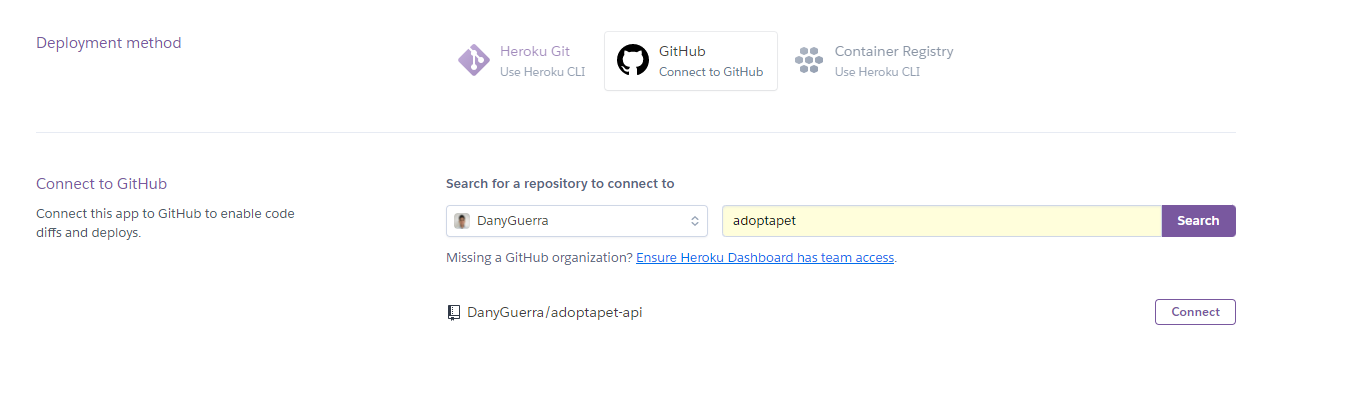 Deployment method
Heroku Git
Use Heroku CLI
GitHub
Connect to GitHub
Container Registry
Use Heroku CLI
Connect to GitHub
Connect this app to GitHub to enable code
diffs and deploys.
Search for a repository to connect to
DanyGuerra
adoptapet
Search
Missing a GitHub organization? Ensure Heroku Dashboard has team access.
DanyGuerra/adoptapet-api
Connect